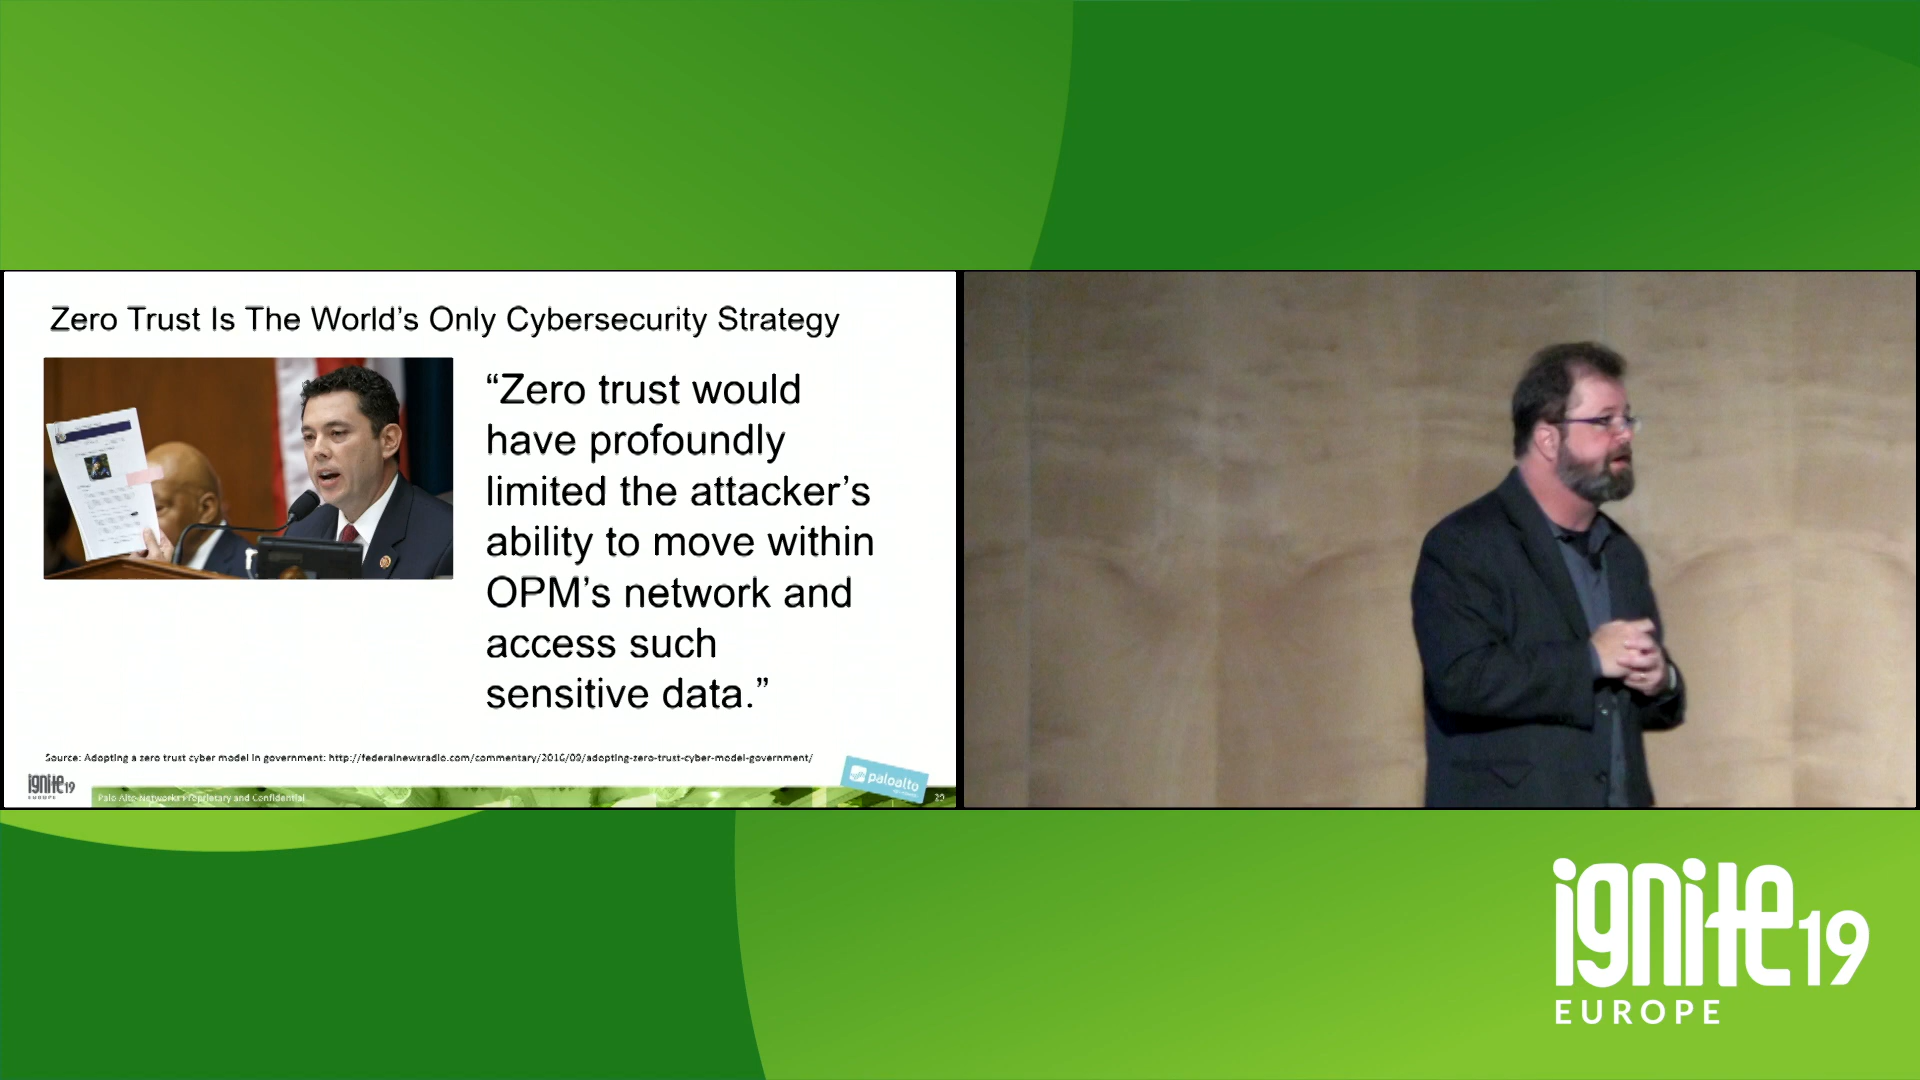 Zero Trust Is The World's Only Cybersecurity Strategy
“Zero trust would
have profoundly
limited the attacker’s
ability to move within
OPM’s network and
access such
sensitive data.”
Source: Adopting a zero trust cyber model in government: http://federalnewsradio.com/commentary/2016/09/adopting-zero-trust-cyber-model-government/
ignite19
EUROPE
Palo Alto Networks Proprietary and Confidential
paloalto
ignite19
EUROPE